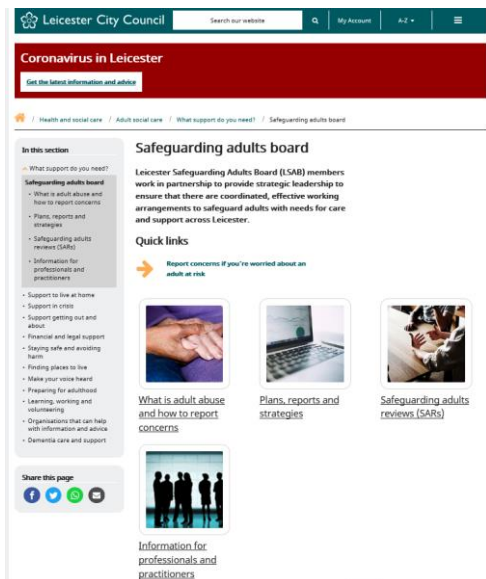 Leicester City Council
Search our website
My Account
A-Z
Coronavirus in Leicester
Get the latest information and advice
/ Health and social care / Adult social care / What support do you need? / Safeguarding adults board
In this section
What support do you need?
Safeguarding adults board
• What is adult abuse and
how to report concerns
• Plans, reports and
strategies
• Safeguarding adults
reviews (SARs)
• Information for
professionals and
practitioners
• Support to live at home
• Support in crisis
• Support getting out and
about
• Financial and legal support
• Staying safe and avoiding
harm
• Finding places to live
• Make your voice heard
• Preparing for adulthood
• Learning, working and
volunteering
• Organisations that can help
with information and advice
• Dementia care and support
Share this page
Safeguarding adults board
Leicester Safeguarding Adults Board (LSAB) members
work in partnership to provide strategic leadership to
ensure that there are coordinated, effective working
arrangements to safeguard adults with needs for care
and support across Leicester.
Quick links
Report concerns if you're worried about an
adult at risk
What is adult abuse
and how to report
concerns
Plans, reports and
strategies
Safeguarding adults
reviews (SARs)
Information for
professionals and
practitioners